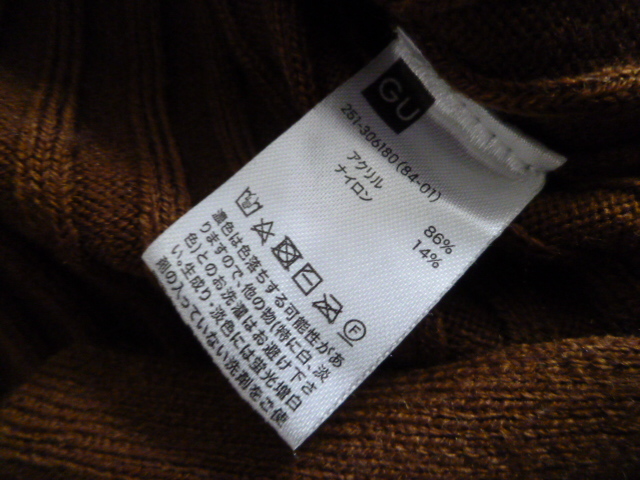 GU
251-306180(84-01)
アクリル 86%
ナイロン 14%
F
濃色は色落ちする可能性があ
りますので、他の物(特に白、淡
色)とのお洗濯はお避け下さ
い。生成り・淡色には蛍光増白
剤の入っていない洗剤をご使